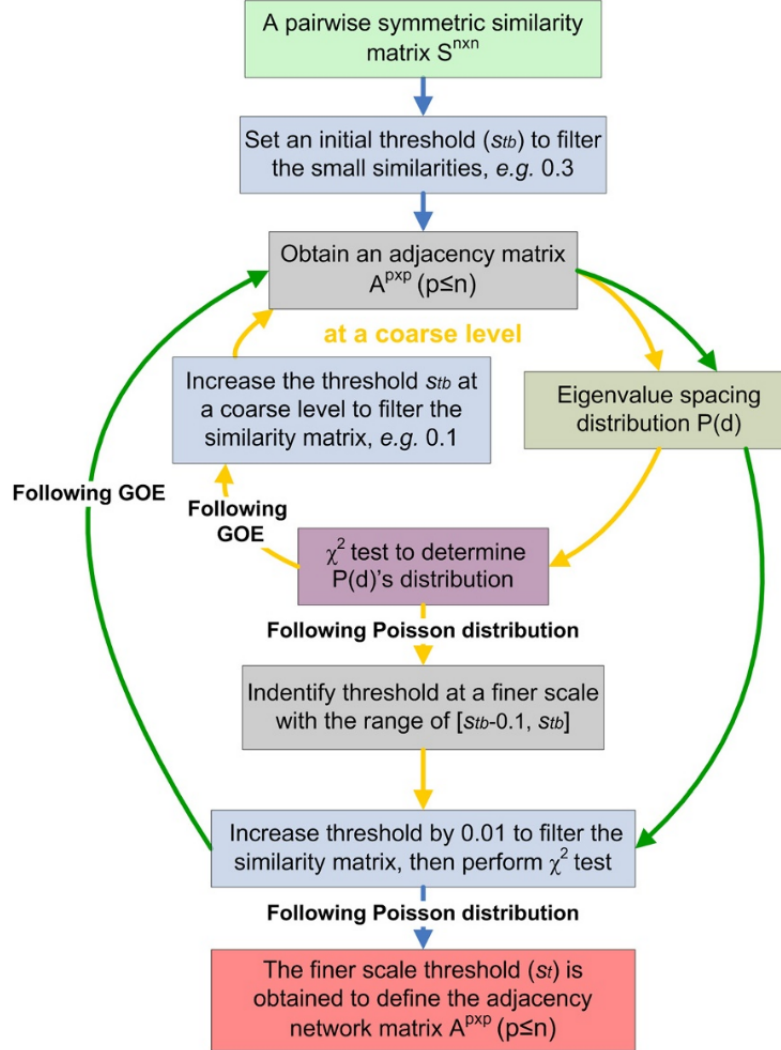 A pairwise symmetric similarity
matrix S^nxn
Set an initial threshold (stb) to filter
the small similarities, e.g. 0.3
Obtain an adjacency matrix
A^pxp (p≤n)
at a coarse level
Increase the threshold stb at
a coarse level to filter the
similarity matrix, e.g. 0.1
Eigenvalue spacing
distribution P(d)
Following GOE
Following
GOE
χ² test to determine
P(d)'s distribution
Following Poisson distribution
Indentify threshold at a finer scale
with the range of [stb-0.1, stb]
Increase threshold by 0.01 to filter the
similarity matrix, then perform χ² test
Following Poisson distribution
The finer scale threshold (st) is
obtained to define the adjacency
network matrix A^pxp (p≤n)